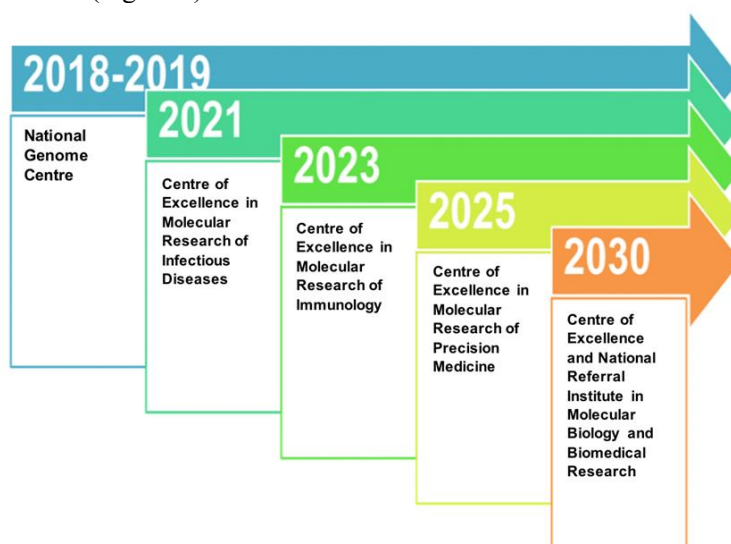 2018-2019
National
Genome
Centre
2021
Centre of
Excellence in
Molecular
Research of
Infectious
Diseases
2023
Centre of
Excellence in
Molecular
Research of
Immunology
2025
Centre of
Excellence in
Molecular
Research of
Precision
Medicine
2030
Centre of
Excellence
and National
Referral
Institute in
Molecular
Biology and
Biomedical
Research